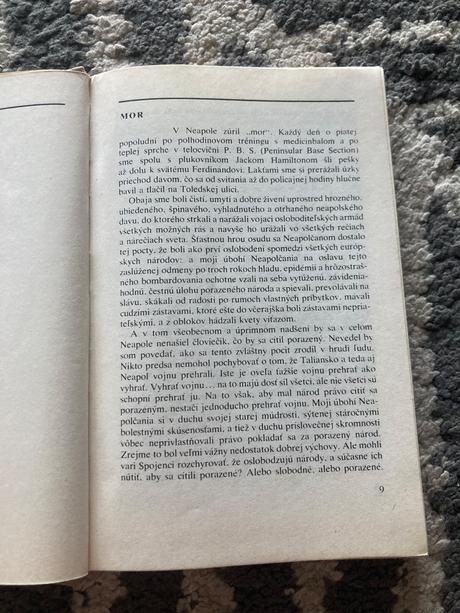 MOR
V Neapole zúril „mor“. Každý deň o piatej
popoludní po polhodinovom tréningu s medicinbalom a po
teplej sprche v telocvični P. B. S. (Peninsular Base Section)
sme spolu s plukovníkom Jackom Hamiltonom šli pešky
až dolu k svätému Ferdinandovi. Lakťami sme si prerážali úzky
priechod davom, čo sa od svitania až do policajnej hodiny hlučne
bavil a tlačil na Toledskej ulici.
Obaja sme boli čistí, umytí a dobre živení uprostred hrozného,
ubiedeného, špinavého, vyhladnutého a otrhaného neapolského
davu, do ktorého strkali a narážali vojaci osloboditeľských armád
všetkých možných rás a navyše ho urážali vo všetkých rečiach
a nárečiach sveta. Šťastnou hrou osudu sa Neapolčanom dostalo
tej pocty, že boli ako prví oslobodení spomedzi všetkých európ-
skych národov: a moji úbohí Neapolčania na oslavu tejto
zaslúženej odmeny po troch rokoch hladu, epidémií a hrôzostraš-
ného bombardovania ochotne vzali na seba vytúženú, závidenia-
hodnú, čestnú úlohu porazeného národa a spievali, prevolávali na
slávu, skákali od radosti po rumoch vlastných príbytkov, mávali
cudzími zástavami, ktoré ešte do včerajška boli zástavami nepria-
teľskými, a z oblokov hádzali kvety víťazom.
A v tom všeobecnom a úprimnom nadšení by sa v celom
Neapole nenašiel človiečik, čo by sa cítil porazený. Nevedel by
som povedať, ako sa tento zvláštny pocit zrodil v hrudi ľudu.
Nikto predsa nemohol pochybovať o tom, že Taliansko a teda aj
Neapol vojnu prehrali. Iste je oveľa ťažšie vojnu prehrať ako
vyhrať. Vyhrať vojnu... na to majú dosť síl všetci, ale nie všetci sú
schopní prehrať ju. Na to však, aby mal národ právo cítiť sa
porazeným, nestačí jednoducho prehrať vojnu. Moji úbohí Nea-
polčania si v duchu svojej starej múdrosti, sýtenej stáročnými
bolestnými skúsenosťami, a tiež v duchu príslovečnej skromnosti
vôbec neprivlastňovali právo pokladať sa za porazený národ.
Zrejme to bol veľmi vážny nedostatok dobrej výchovy. Ale mohli
vari Spojenci rozchyrovať, že oslobodzujú národy, a súčasne ich
nútiť, aby sa cítili porazené? Alebo slobodné, alebo porazené.
9